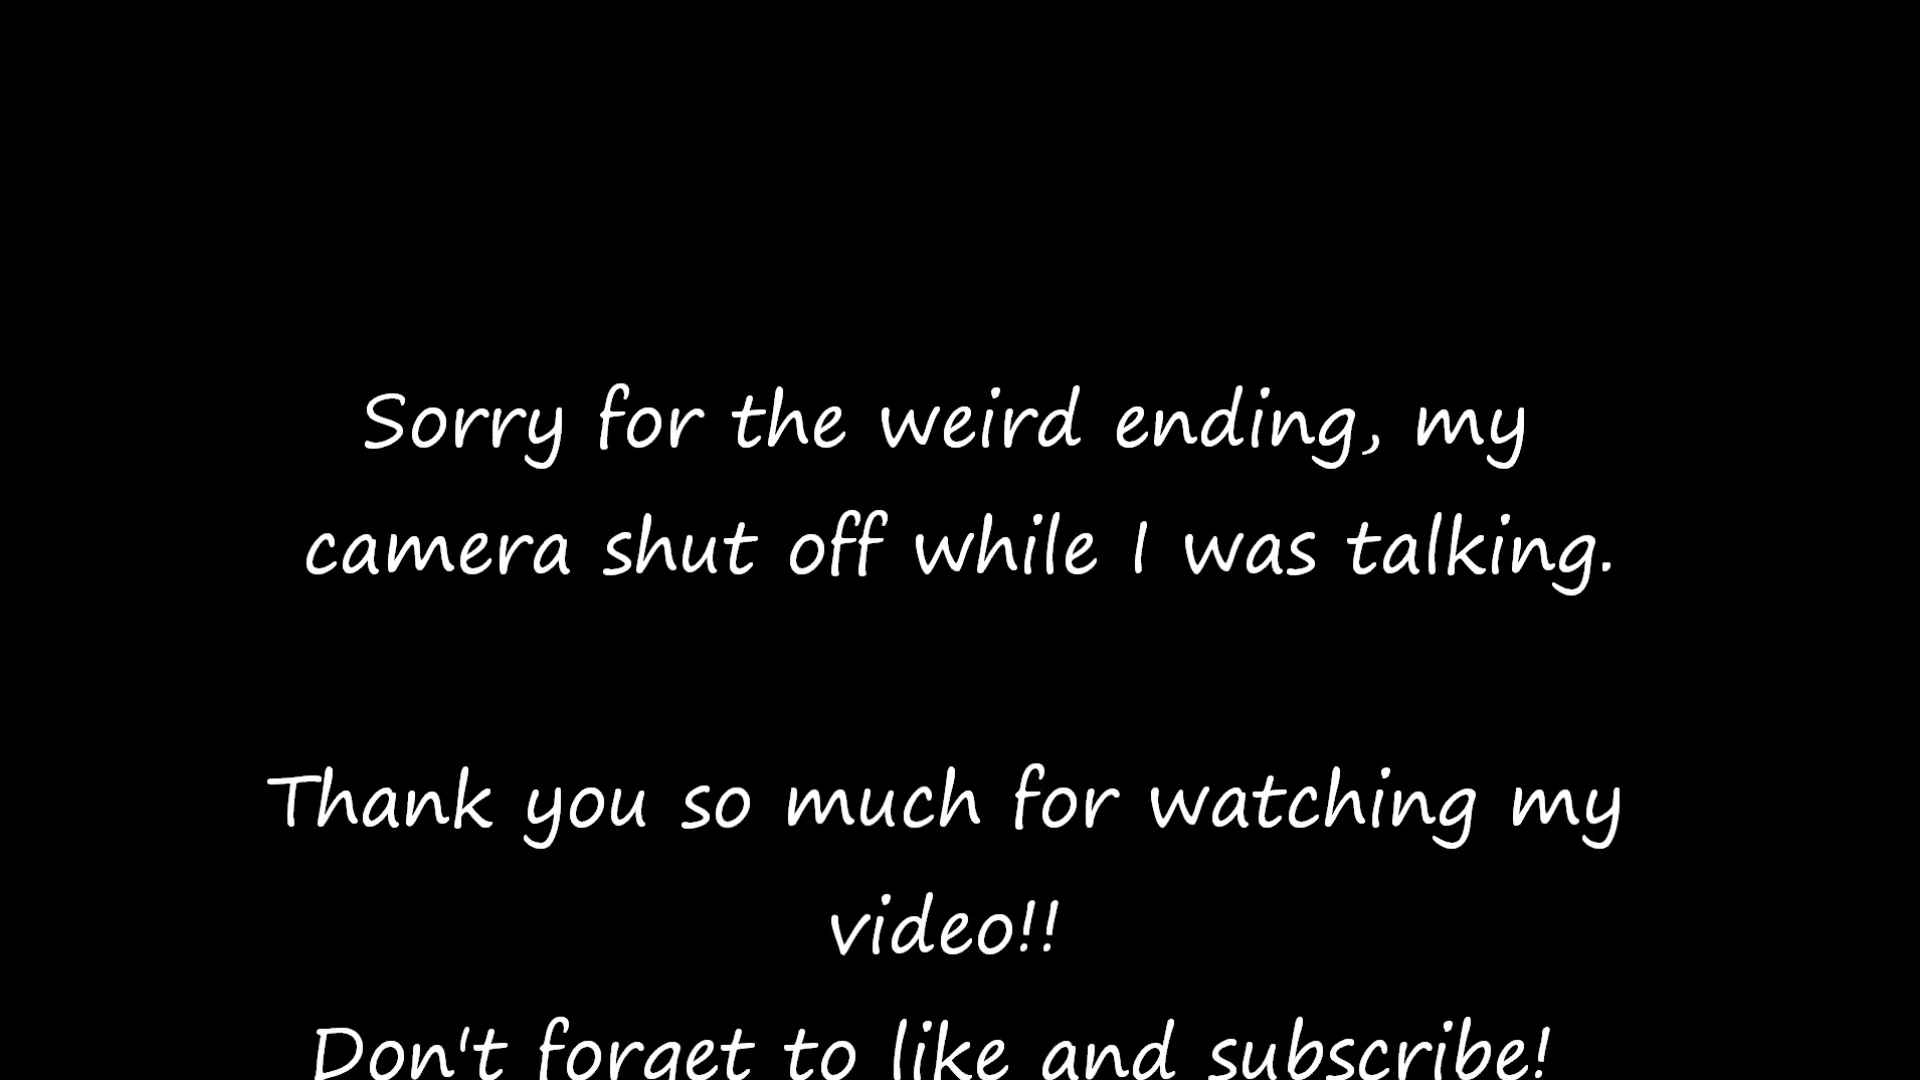 Sorry for the weird ending, my
camera shut off while I was talking.
Thank you so much for watching my
video!!
Don't forget to like and subscribe!